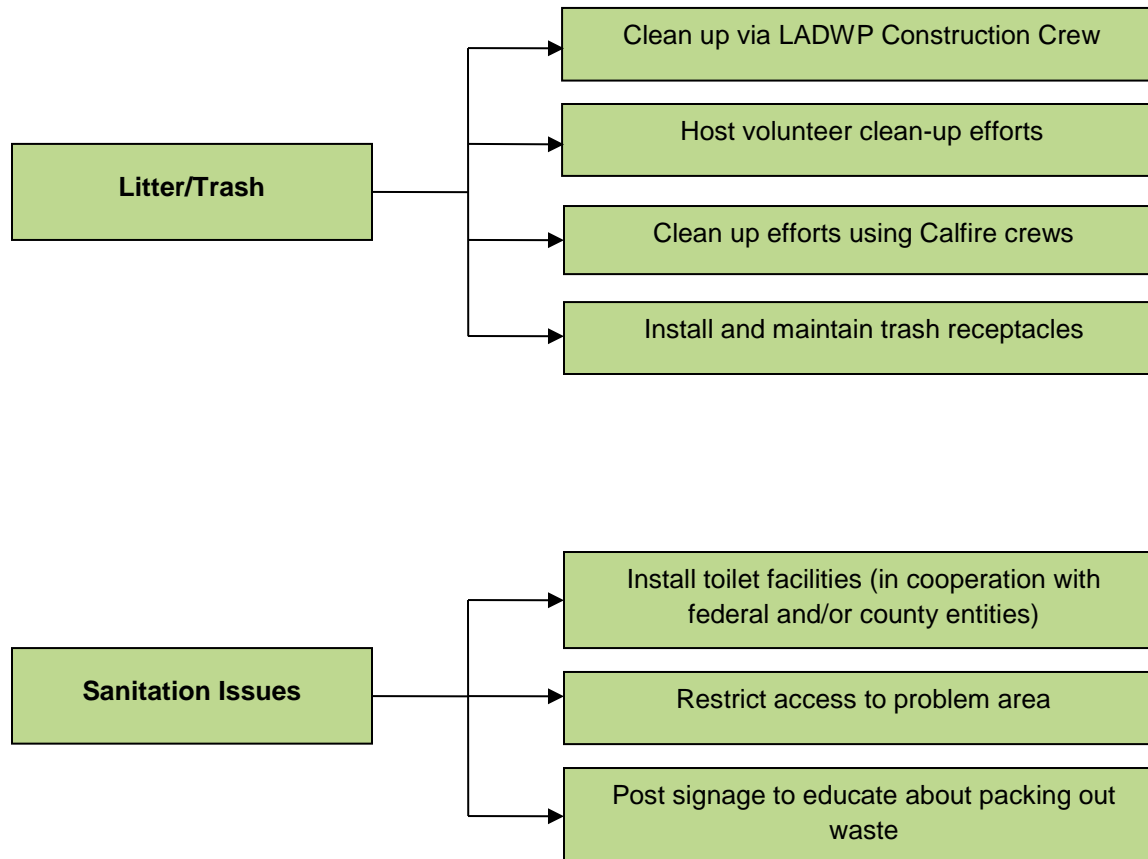 Litter/Trash
Clean up via LADWP Construction Crew
Host volunteer clean-up efforts
Clean up efforts using Calfire crews
Install and maintain trash receptacles
Sanitation Issues
Install toilet facilities (in cooperation with
federal and/or county entities)
Restrict access to problem area
Post signage to educate about packing out
waste